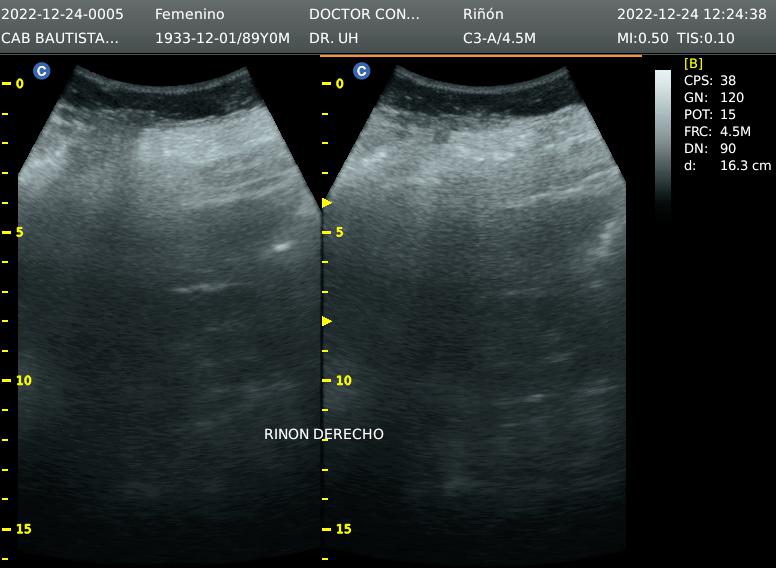 2022-12-24-0005 Femenino DOCTOR CON... Riñón 2022-12-24 12:24:38
CAB BAUTISTA... 1933-12-01/89Y0M DR. UH C3-A/4.5M MI:0.50 TIS:0.10
C
C
[B]
CPS: 38
GN: 120
POT: 15
FRC: 4.5M
DN: 90
d: 16.3 cm
0
5
10
15
0
5
10
15
RINON DERECHO